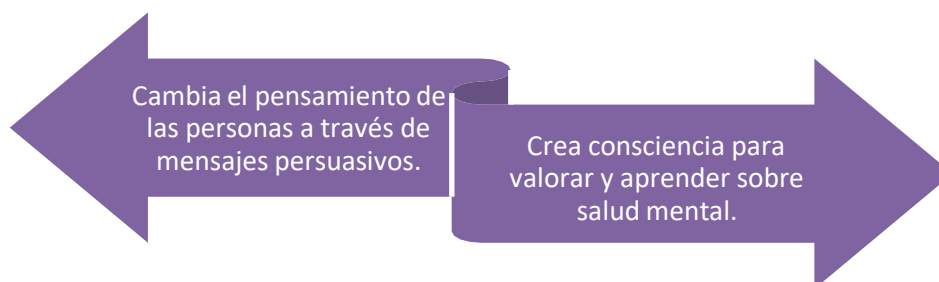 Cambia el pensamiento de
las personas a través de
mensajes persuasivos.
Crea consciencia para
valorar y aprender sobre
salud mental.